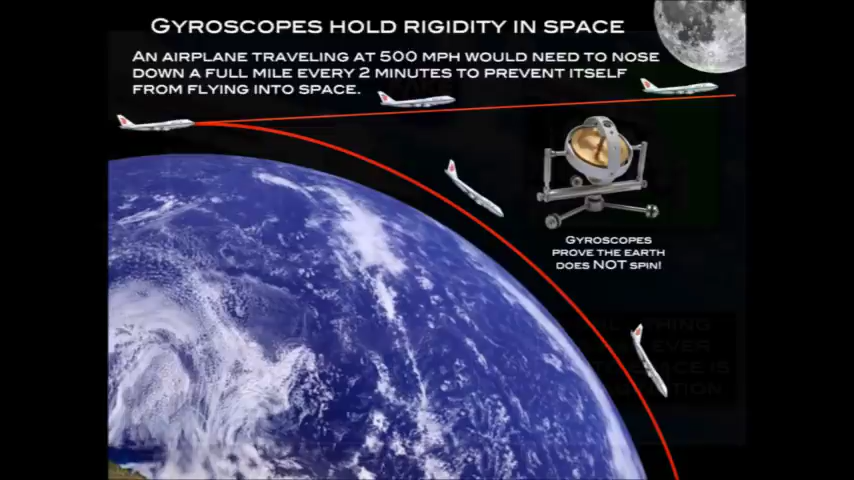 Gyroscopes hold rigidity in space
An airplane traveling at 500 mph would need to nose
down a full mile every 2 minutes to prevent itself
from flying into space.
Gyroscopes
prove the earth
does NOT spin!